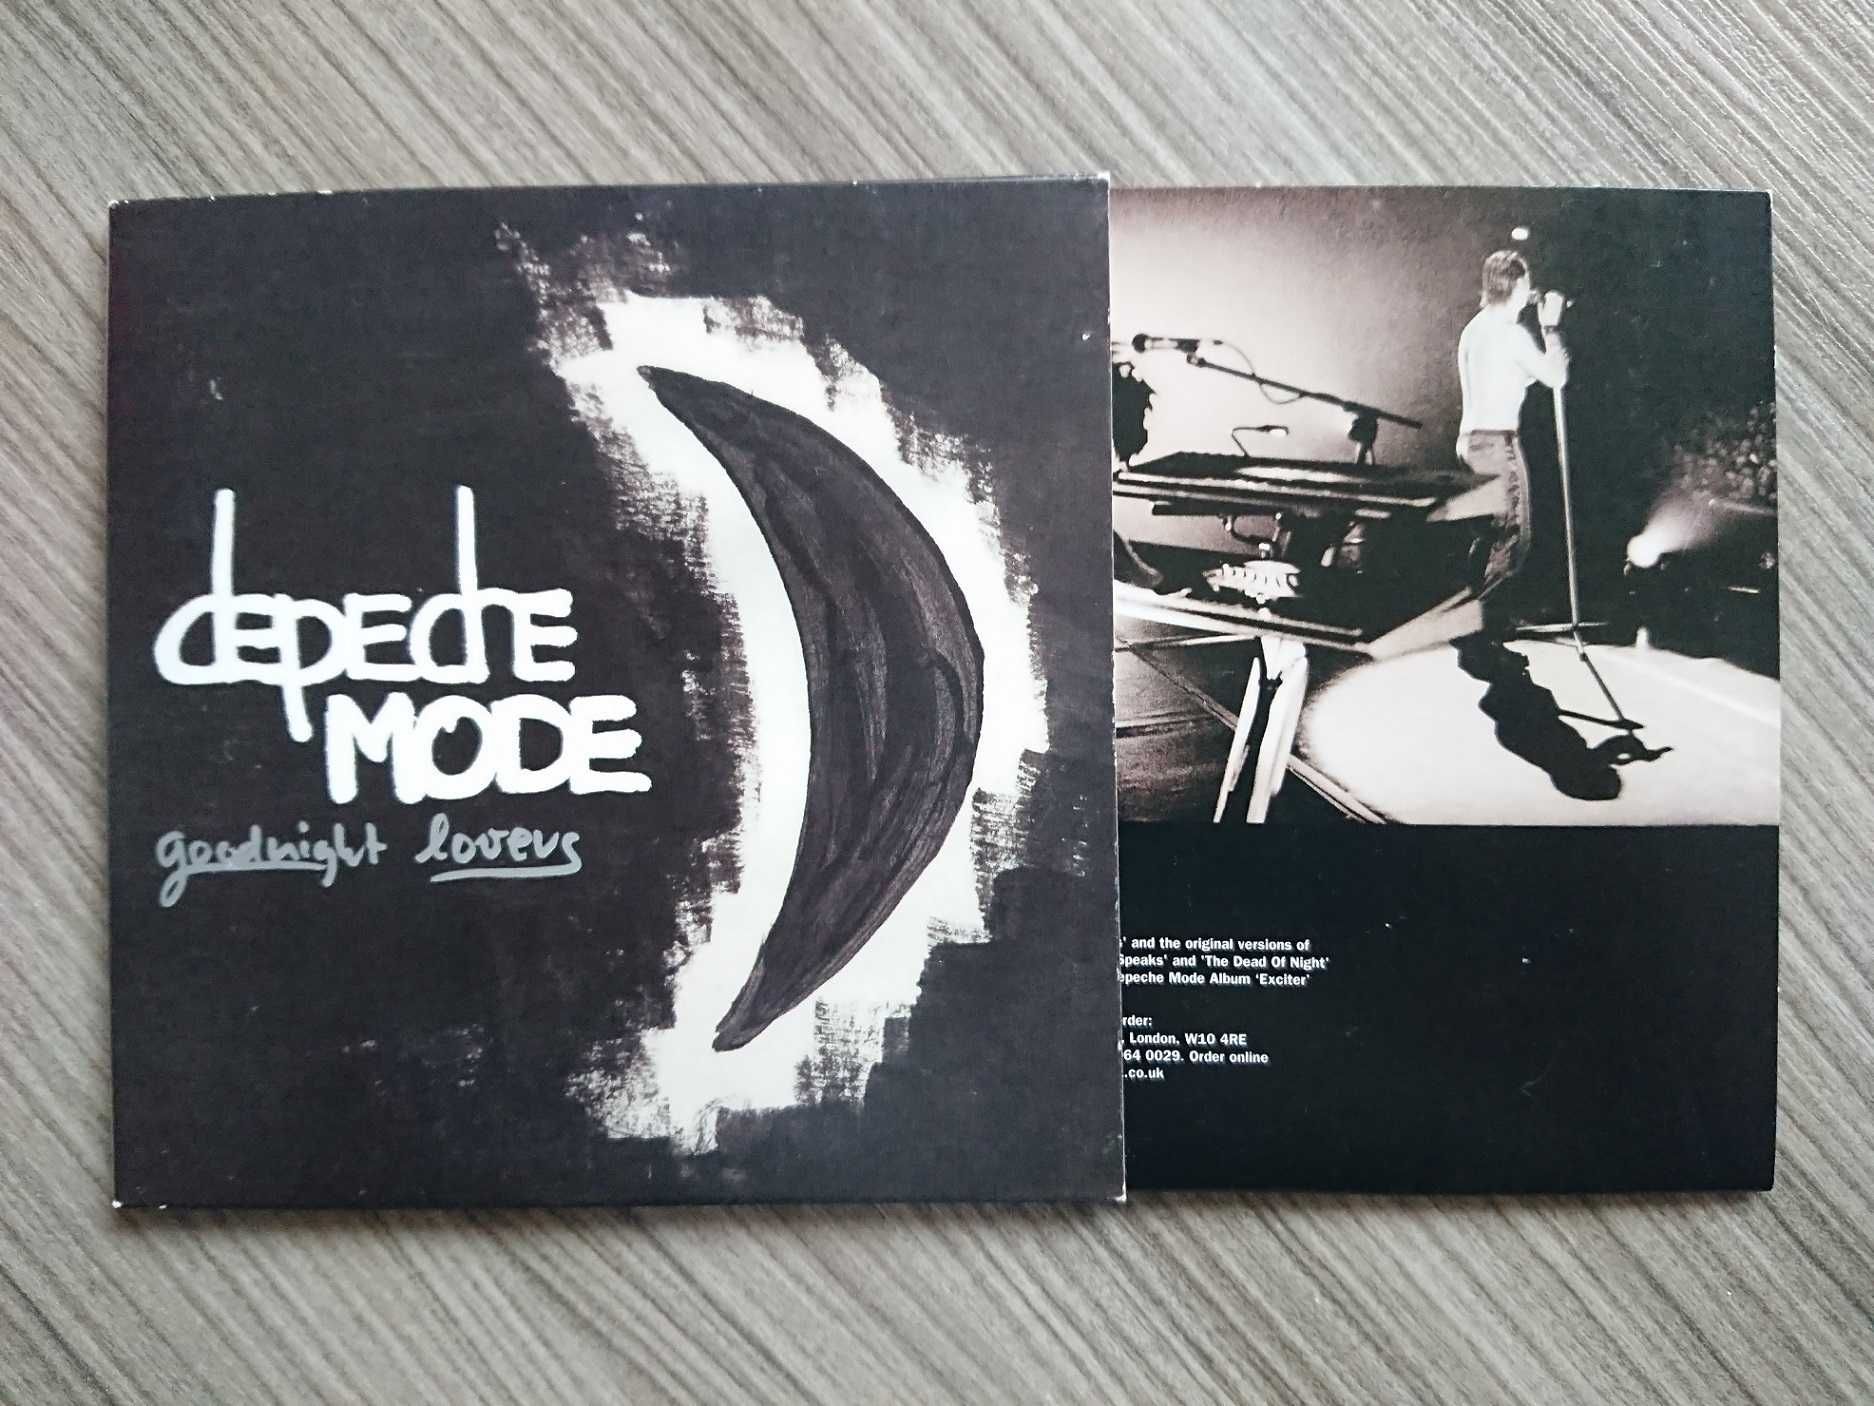 depeche
MODE
goodnight lovers
' and the original versions of
Speaks' and 'The Dead Of Night'
Depeche Mode Album 'Exciter'
rder:
, London, W10 4RE
64 0029. Order online
.co.uk